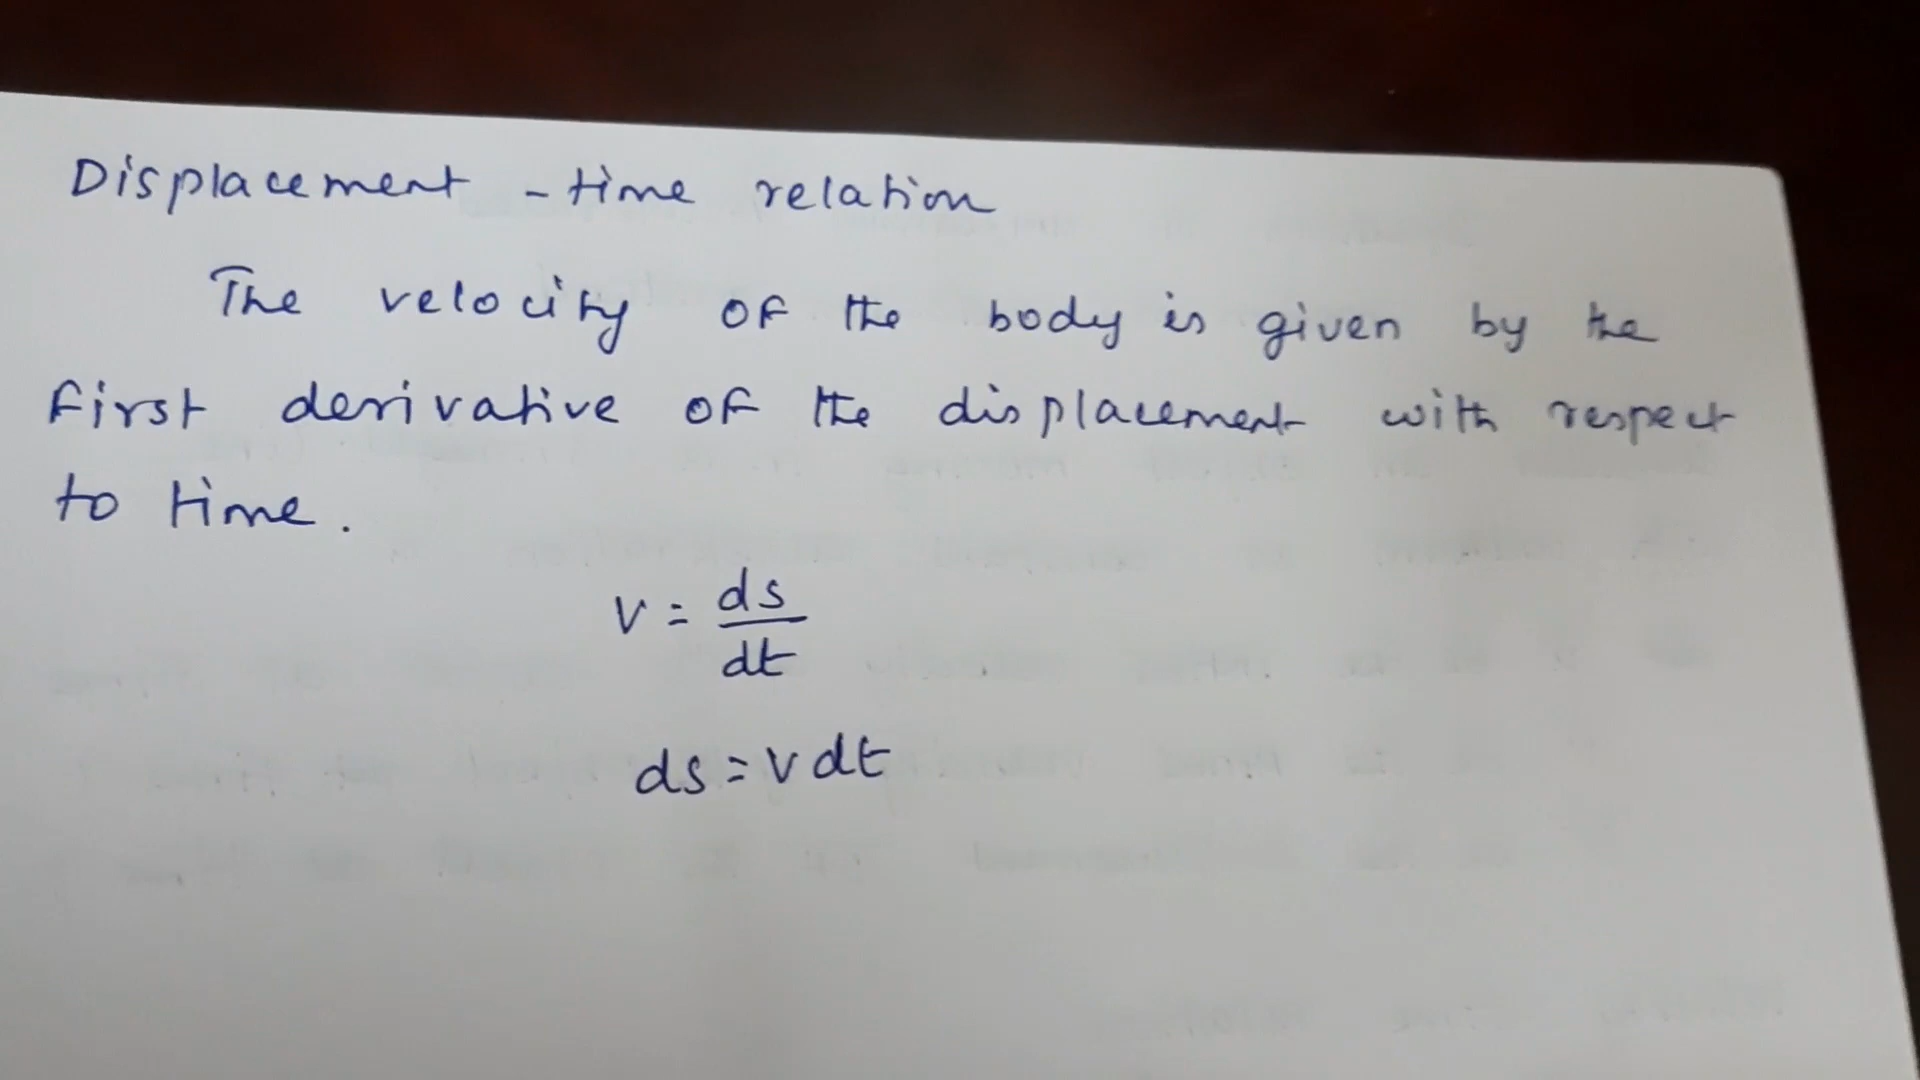 Displacement - time relation
The velocity of the body is given by the
first derivative of the displacement with respect
to time.
v = ds/dt
ds = v dt